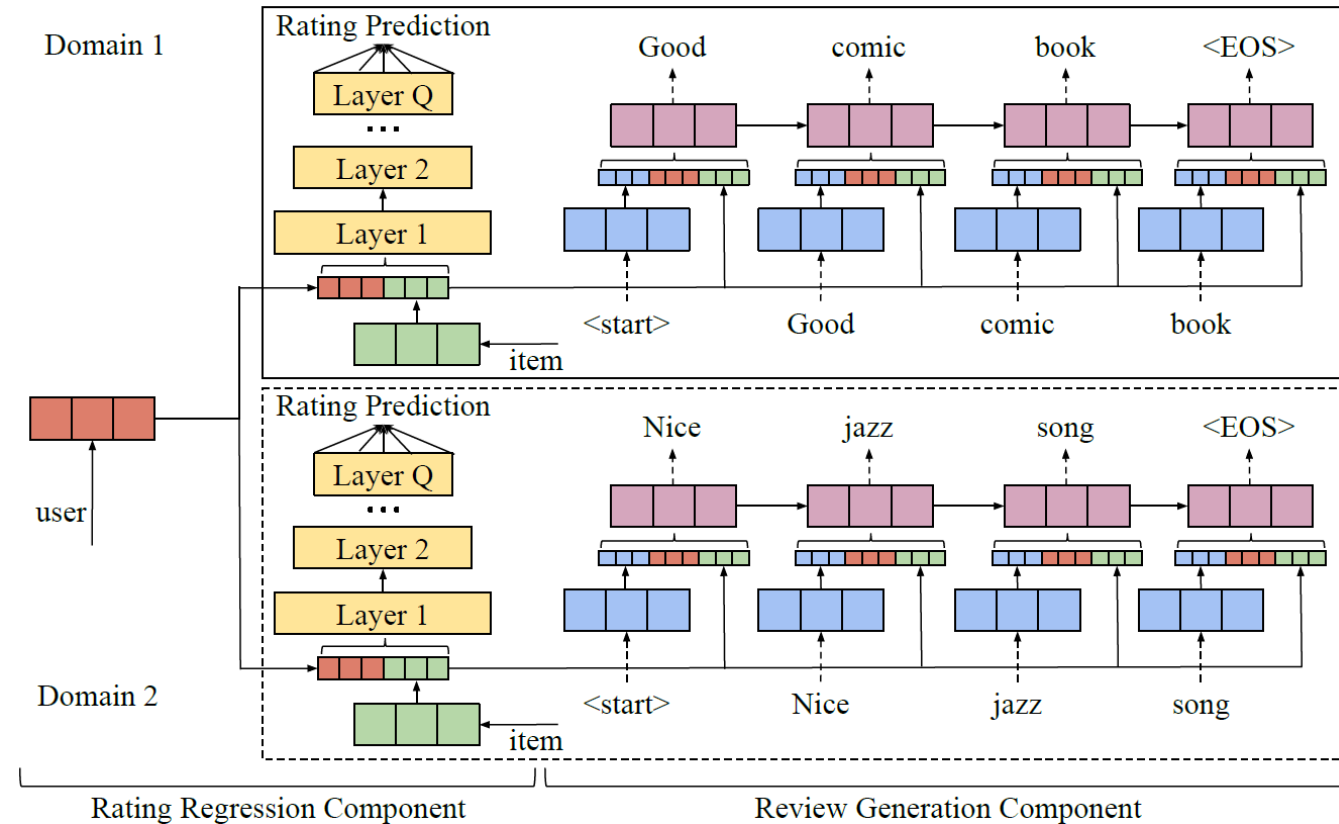 Domain 1
Rating Prediction
Layer Q
...
Layer 2
Layer 1
item
Good comic book <EOS>
<start> Good comic book
user
Rating Prediction
Layer Q
...
Layer 2
Layer 1
item
Nice jazz song <EOS>
<start> Nice jazz song
Domain 2
Rating Regression Component
Review Generation Component